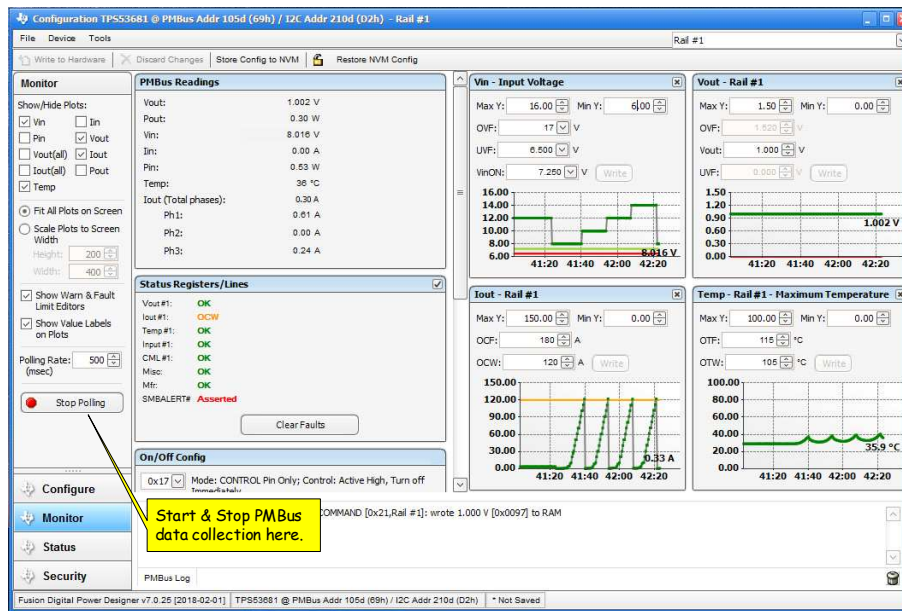 Configuration TPS53681 @ PMBus Addr 105d (69h) / I2C Addr 210d (D2h) - Rail #1
File Device Tools
Rail #1
Write to Hardware Discard Changes Store Config to NVM Restore NVM Config
Monitor
Show/Hide Plots:
Vin Iin
Pin Vout
Vout(all) Iout
Iout(all) Pout
Temp
Fit All Plots on Screen
Scale Plots to Screen
Width
Height: 200
Width: 400
Show Warn & Fault
Limit Editors
Show Value Labels
on Plots
Polling Rate: 500
(msec)
Stop Polling
Configure
Monitor
Status
Security
PMBus Readings
Vout: 1.002 V
Pout: 0.30 W
Vin: 8.016 V
Iin: 0.00 A
Pin: 0.53 W
Temp: 36 °C
Iout (Total phases): 0.30 A
Ph1: 0.61 A
Ph2: 0.00 A
Ph3: 0.24 A
Status Registers/Lines
Vout #1: OK
Iout #1: OCW
Temp #1: OK
Input #1: OK
CML #1: OK
Misc: OK
Mfr: OK
SMBALERT# Asserted
Clear Faults
On/Off Config
0x17 Mode: CONTROL Pin Only; Control: Active High, Turn off
Immediately
Vin - Input Voltage
Max Y: 16.00 Min Y: 6.00
OVF: 17 V
UVF: 6.500 V
VinON: 7.250 V Write
16.00
14.00
12.00
10.00
8.00
6.00
8.016 V
41:20 41:40 42:00 42:20
Vout - Rail #1
Max Y: 1.50 Min Y: 0.00
OVF: 1.520 V
Vout: 1.000 V
UVF: 0.000 V Write
1.50
1.20
0.90
0.60
0.30
0.00
1.002 V
41:20 41:40 42:00 42:20
Iout - Rail #1
Max Y: 150.00 Min Y: 0.00
OCF: 180 A
OCW: 120 A Write
150.00
120.00
90.00
60.00
30.00
0.00
0.33 A
41:20 41:40 42:00 42:20
Temp - Rail #1 - Maximum Temperature
Max Y: 100.00 Min Y: 0.00
OTF: 115 °C
OTW: 105 °C Write
100.00
80.00
60.00
40.00
20.00
0.00
35.9 °C
41:20 41:40 42:00 42:20
Start & Stop PMBus
data collection here.
COMMAND [0x21,Rail #1]: wrote 1.000 V [0x0097] to RAM
PMBus Log
Fusion Digital Power Designer v7.0.25 [2018-02-01] TPS53681 @ PMBus Addr 105d (69h) / I2C Addr 210d (D2h) * Not Saved